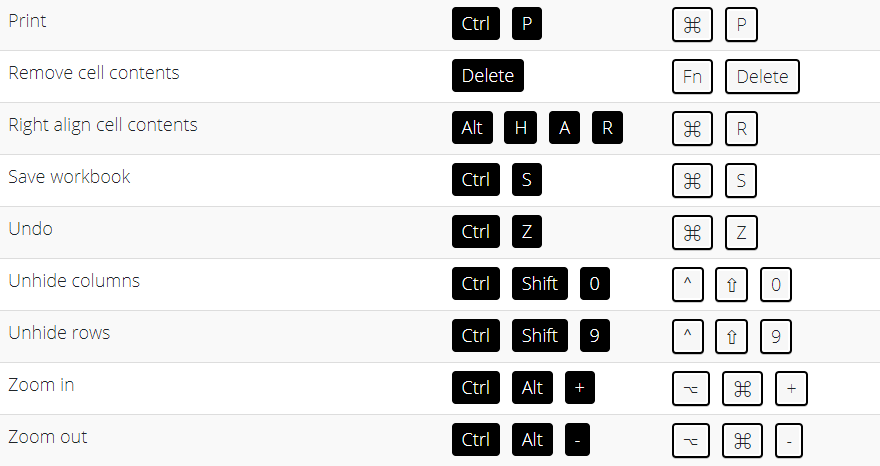 Print Ctrl P ⌘ P
Remove cell contents Delete Fn Delete
Right align cell contents Alt H A R ⌘ R
Save workbook Ctrl S ⌘ S
Undo Ctrl Z ⌘ Z
Unhide columns Ctrl Shift 0 ^ ⇧ 0
Unhide rows Ctrl Shift 9 ^ ⇧ 9
Zoom in Ctrl Alt + ⌥ ⌘ +
Zoom out Ctrl Alt - ⌥ ⌘ -